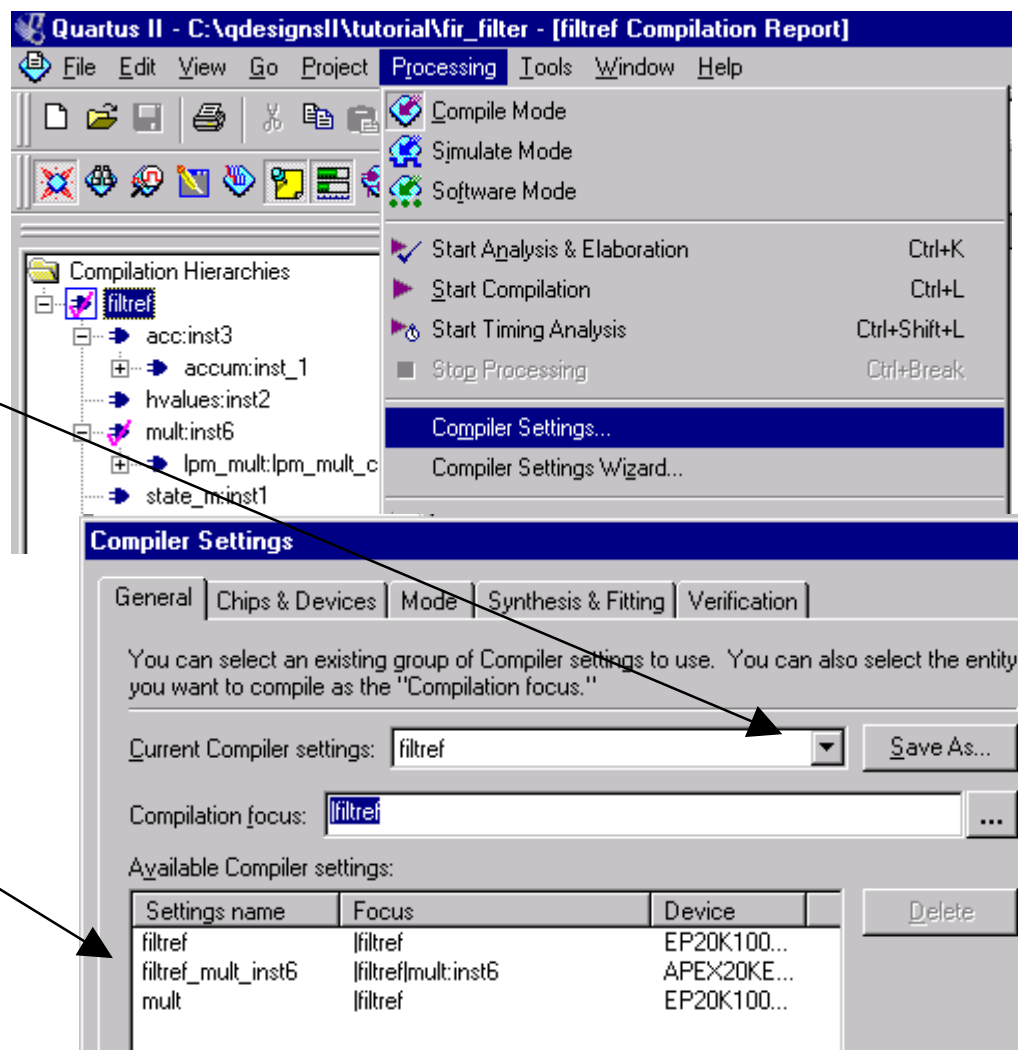 Quartus II - C:\qdesignsII\tutorial\fir_filter - [filtref Compilation Report]
File Edit View Go Project Processing Tools Window Help
Compile Mode
Simulate Mode
Software Mode
Start Analysis & Elaboration Ctrl+K
Start Compilation Ctrl+L
Start Timing Analysis Ctrl+Shift+L
Stop Processing Ctrl+Break
Compiler Settings...
Compiler Settings Wizard...
Compilation Hierarchies
filtref
acc:inst3
accum:inst_1
hvalues:inst2
mult:inst6
lpm_mult:lpm_mult_c
state_m:inst1
Compiler Settings
General Chips & Devices Mode Synthesis & Fitting Verification
You can select an existing group of Compiler settings to use. You can also select the entity
you want to compile as the "Compilation focus."
Current Compiler settings: filtref Save As...
Compilation focus: |filtref ...
Available Compiler settings:
Settings name Focus Device Delete
filtref |filtref EP20K100...
filtref_mult_inst6 |filtref|mult:inst6 APEX20KE...
mult |filtref EP20K100...